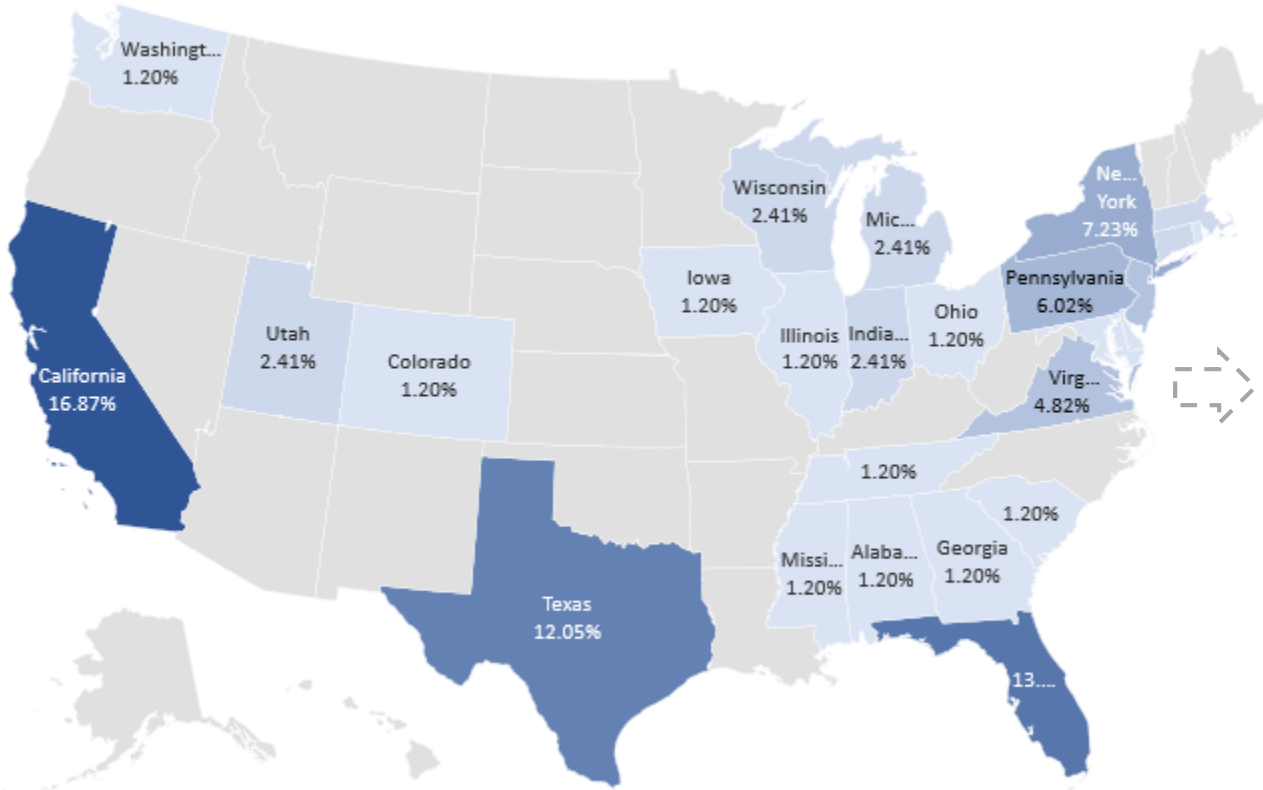 Washingt...
1.20%
Wisconsin
2.41%
Mic...
2.41%
Ne...
York
7.23%
Iowa
1.20%
Pennsylvania
6.02%
Utah
2.41%
Colorado
1.20%
Illinois
1.20%
India...
2.41%
Ohio
1.20%
California
16.87%
Virg...
4.82%
1.20%
1.20%
Missi...
1.20%
Alaba...
1.20%
Georgia
1.20%
Texas
12.05%
13....